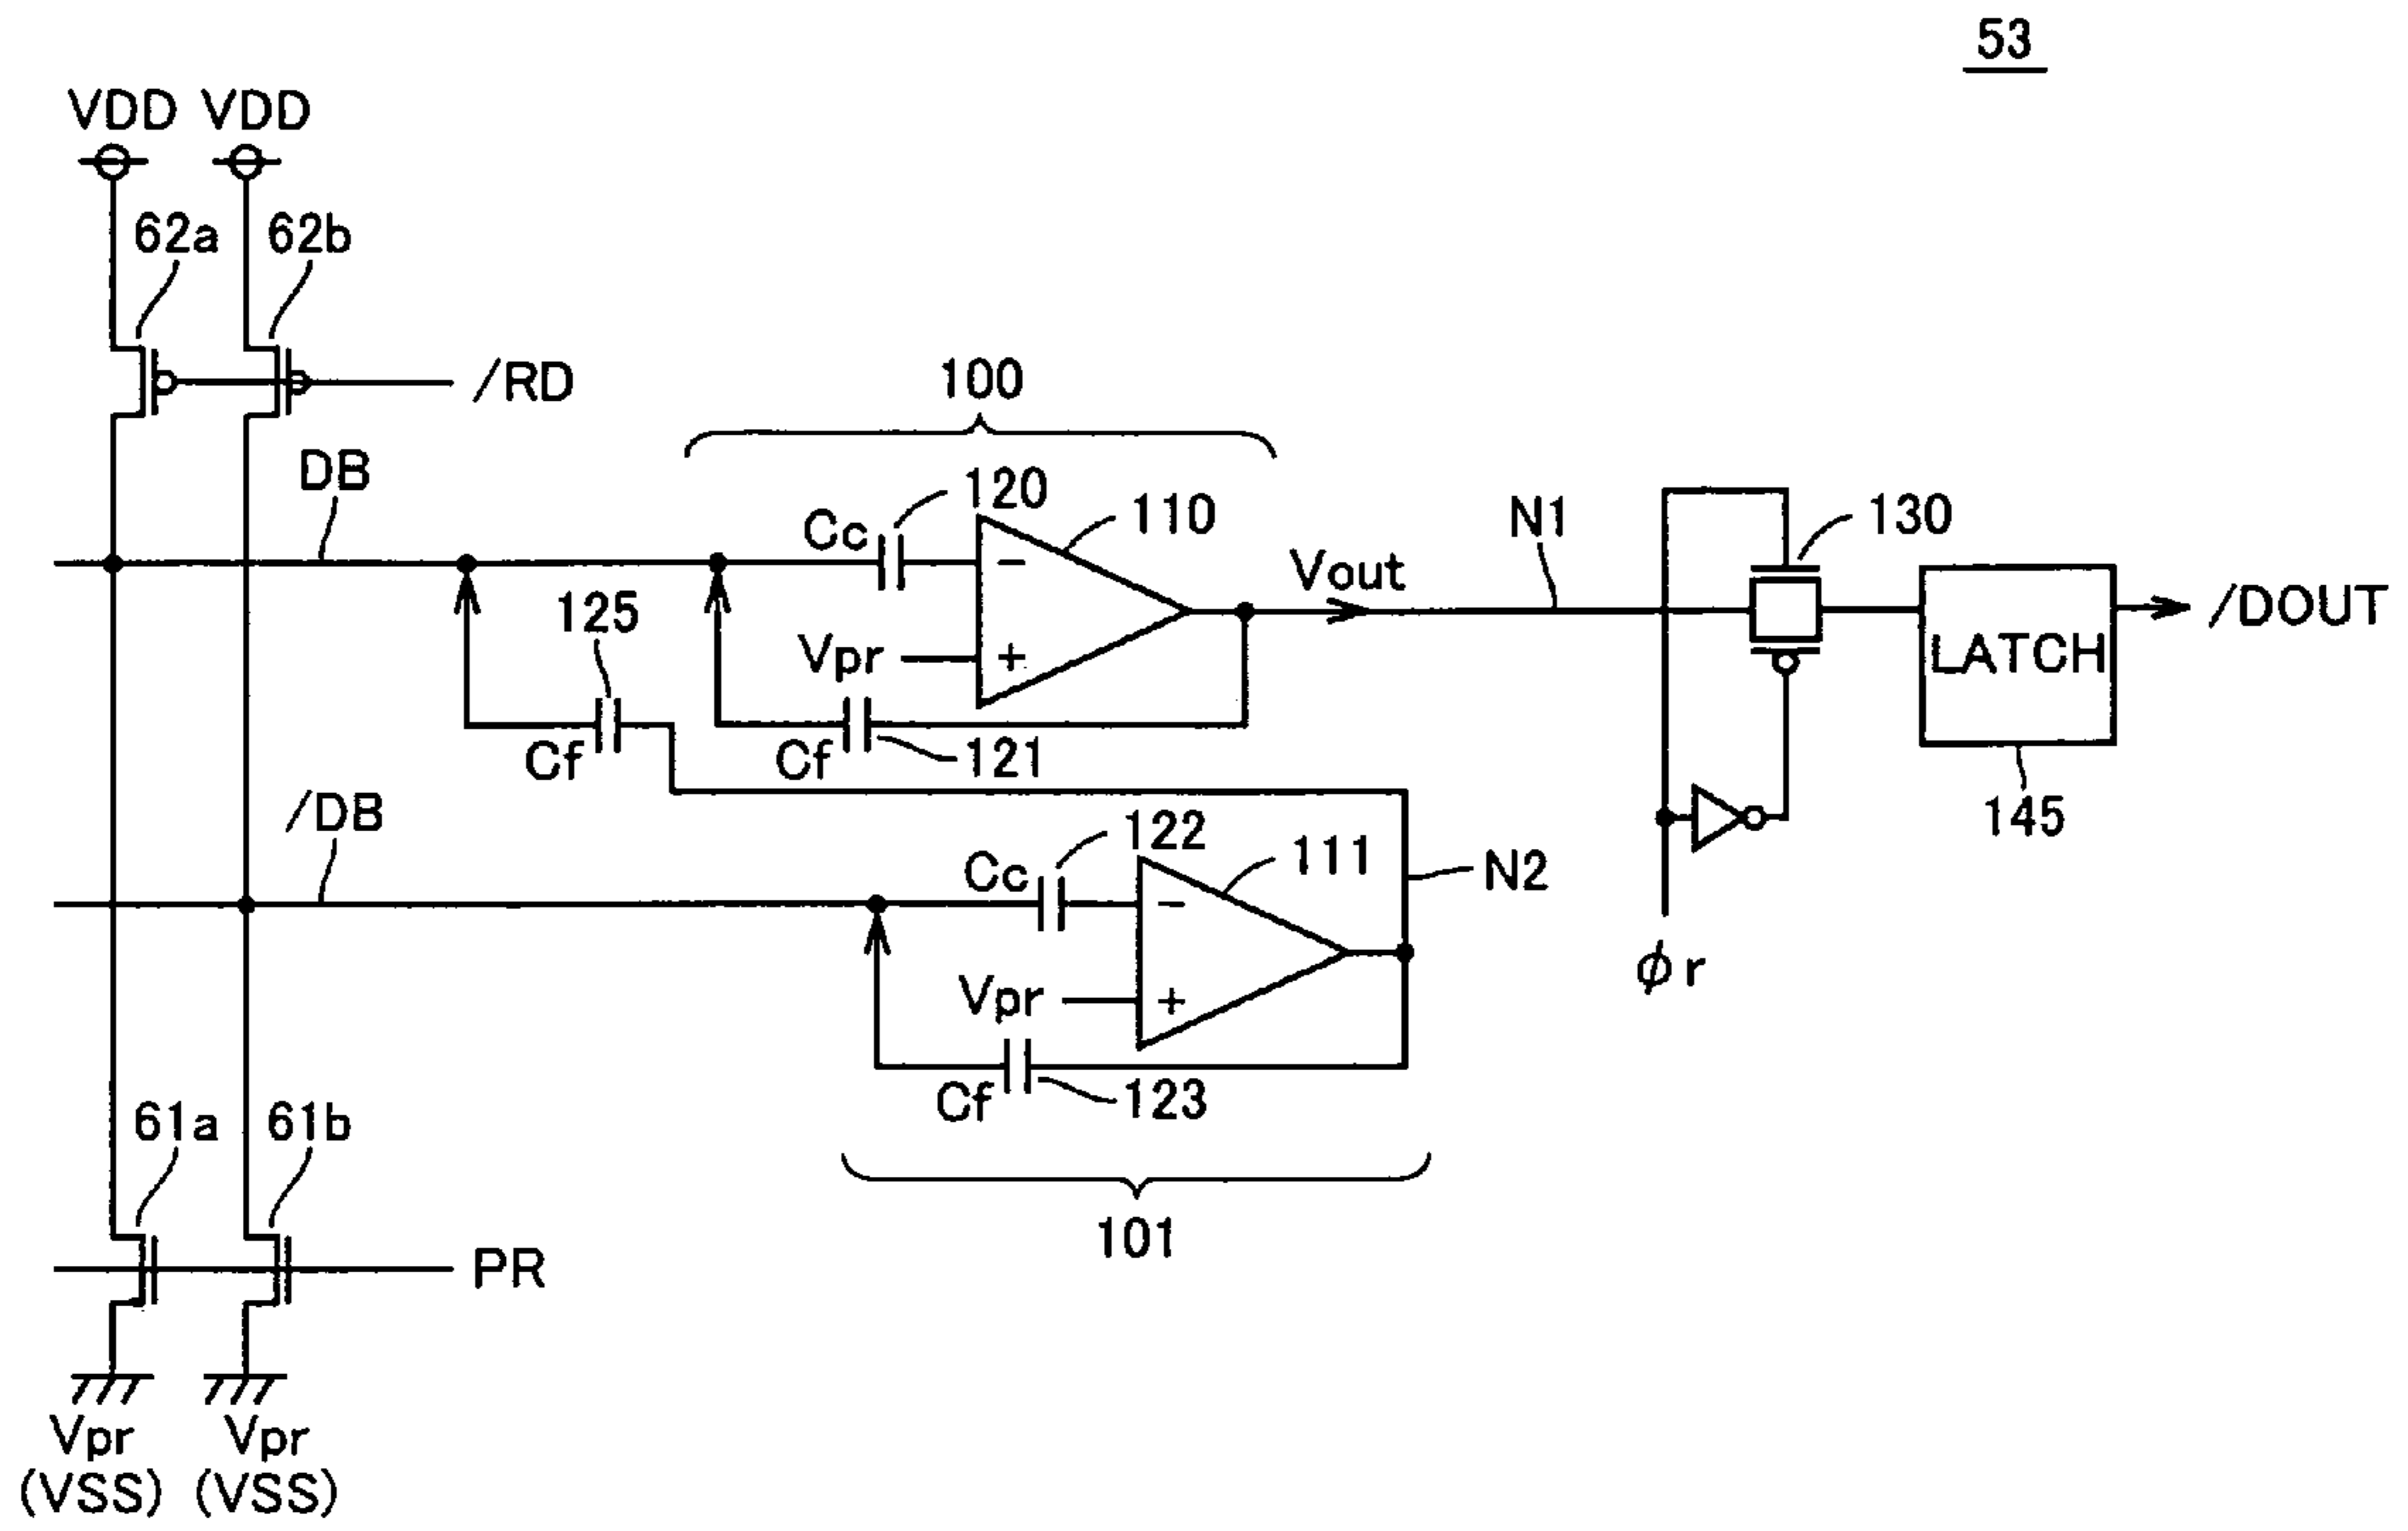 53
VDD VDD
62a 62b
/RD
100
DB
Cc
120
110
N1
130
Vout
125
/DOUT
Vpr
LATCH
-
+
Cf
Cf
121
/DB
145
122
Cc
111
N2
-
+
ϕr
Vpr
Cf
123
61a 61b
101
PR
Vpr Vpr
(VSS) (VSS)